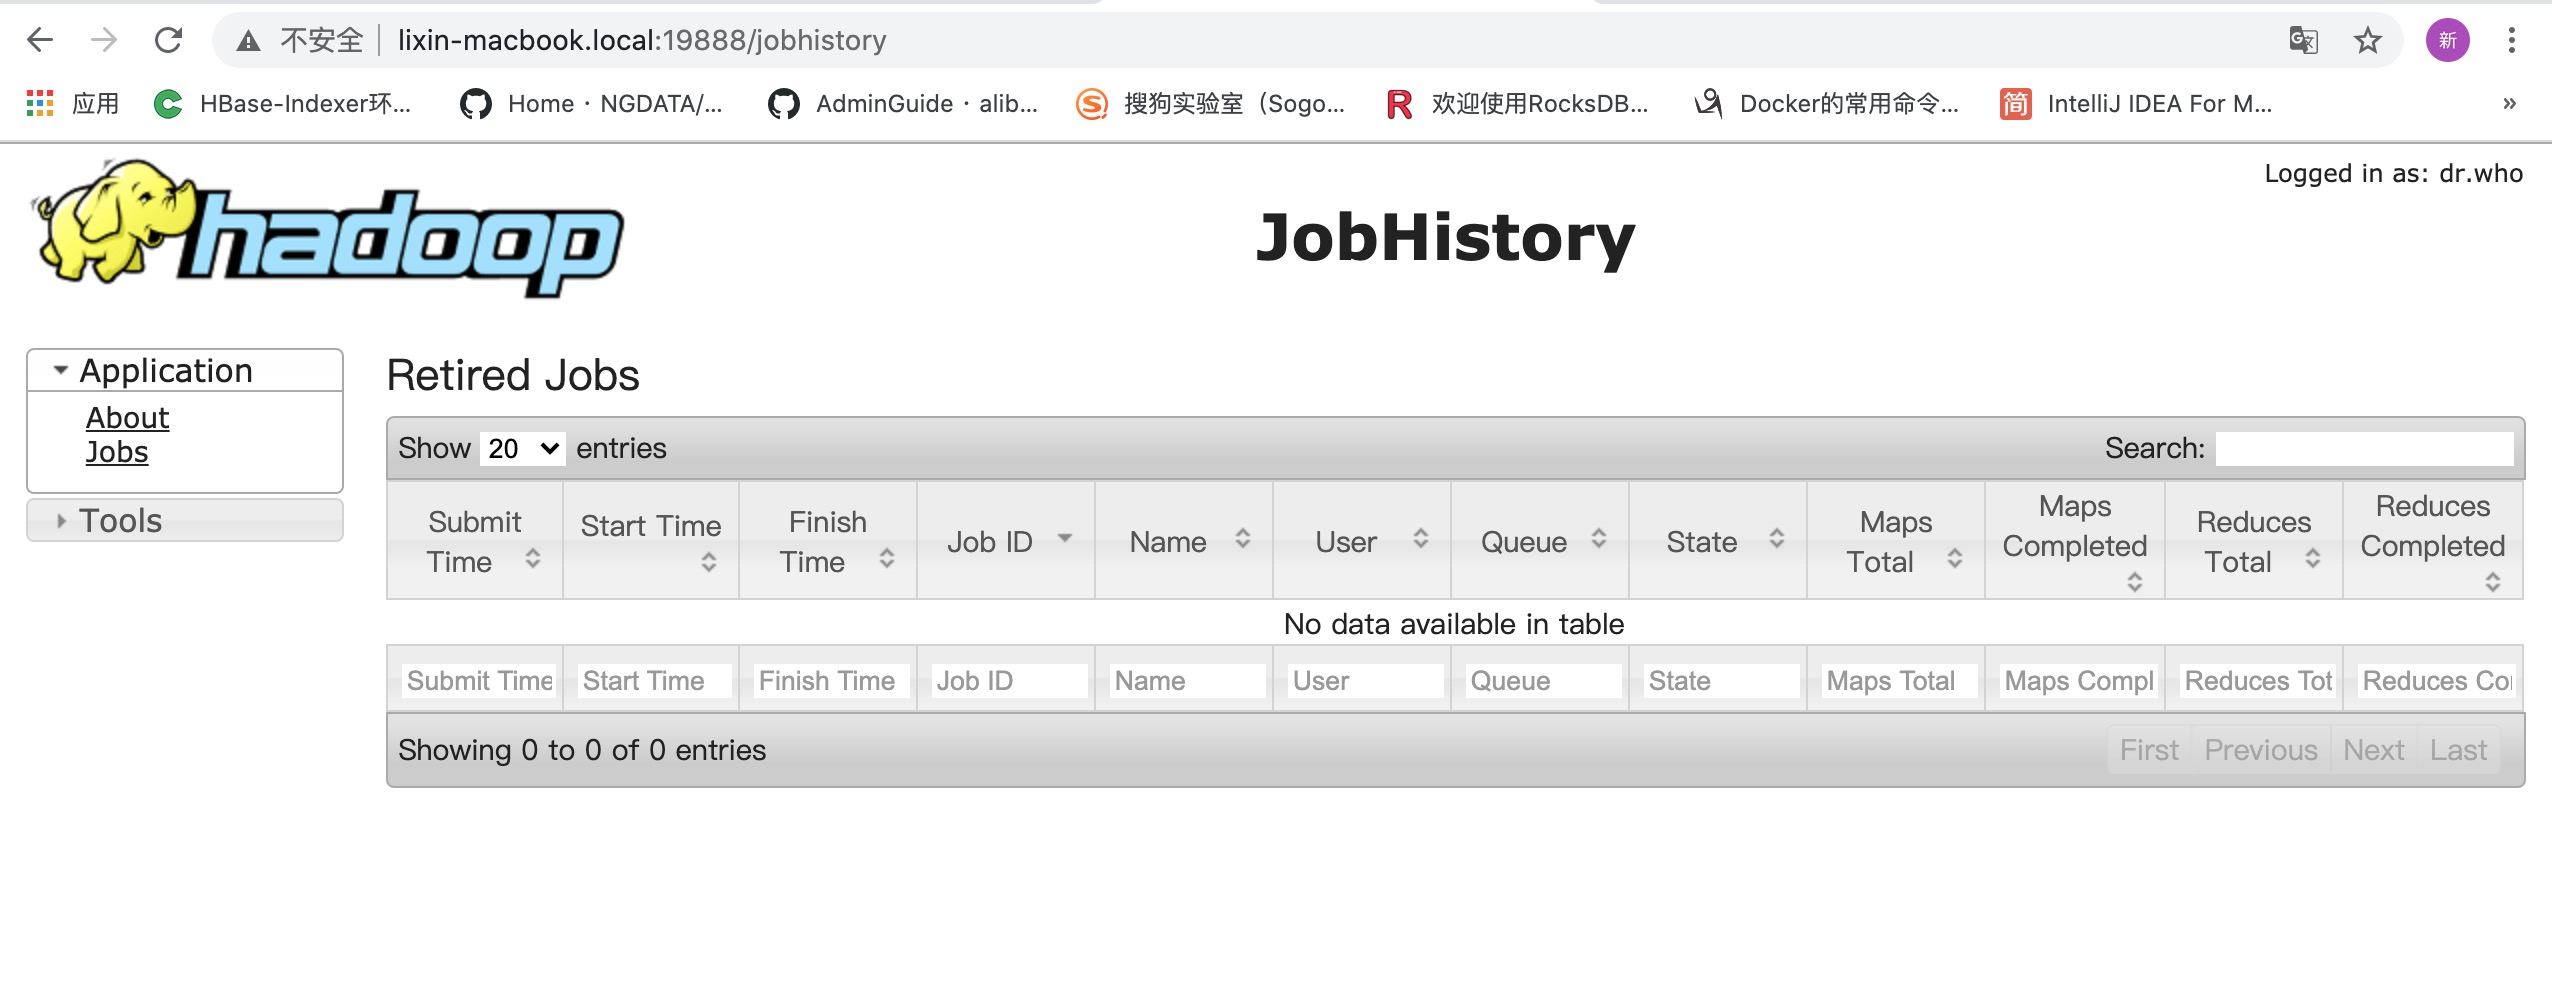 不安全 lixin-macbook.local:19888/jobhistory 新
应用 HBase-Indexer环... Home · NGDATA/... AdminGuide · alib... 搜狗实验室（Sogo... 欢迎使用RocksDB... Docker的常用命令... 简 IntelliJ IDEA For M... »
Logged in as: dr.who
hadoop
JobHistory
Application
About
Jobs
Tools
Retired Jobs
Show 20 entries Search:
Submit Time Start Time Finish Time Job ID Name User Queue State Maps Total Maps Completed Reduces Total Reduces Completed
No data available in table
Submit Time Start Time Finish Time Job ID Name User Queue State Maps Total Maps Compl Reduces Tot Reduces Co
Showing 0 to 0 of 0 entries First Previous Next Last